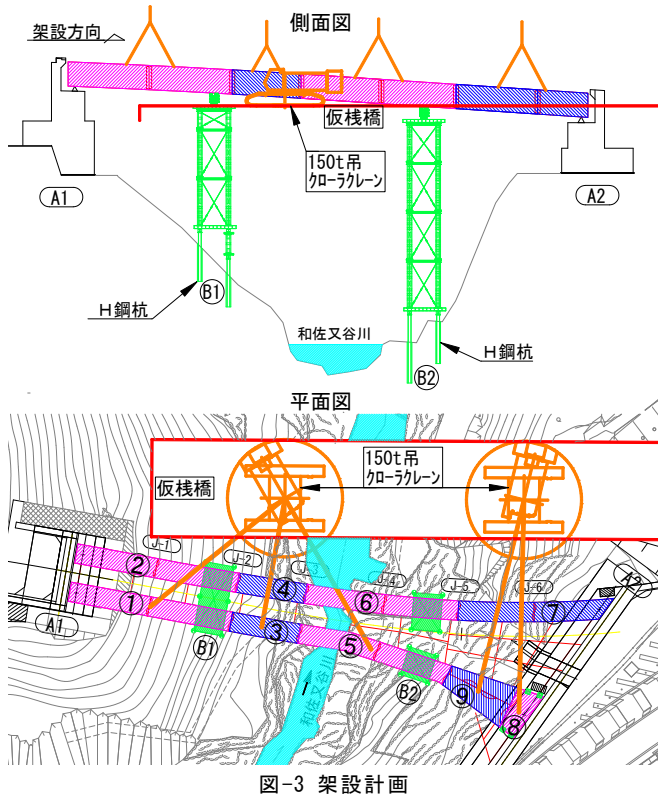 側面図
架設方向
仮桟橋
150t吊
クローラクレーン
A1
A2
B1
H鋼杭
和佐又谷川
H鋼杭
B2
平面図
150t吊
クローラクレーン
仮桟橋
J-1
J-2
J-3
J-4
J-5
J-6
A2
②
④
⑥
⑦
①
③
⑤
⑨
⑧
A1
B1
B2
和佐又谷川
図-3 架設計画